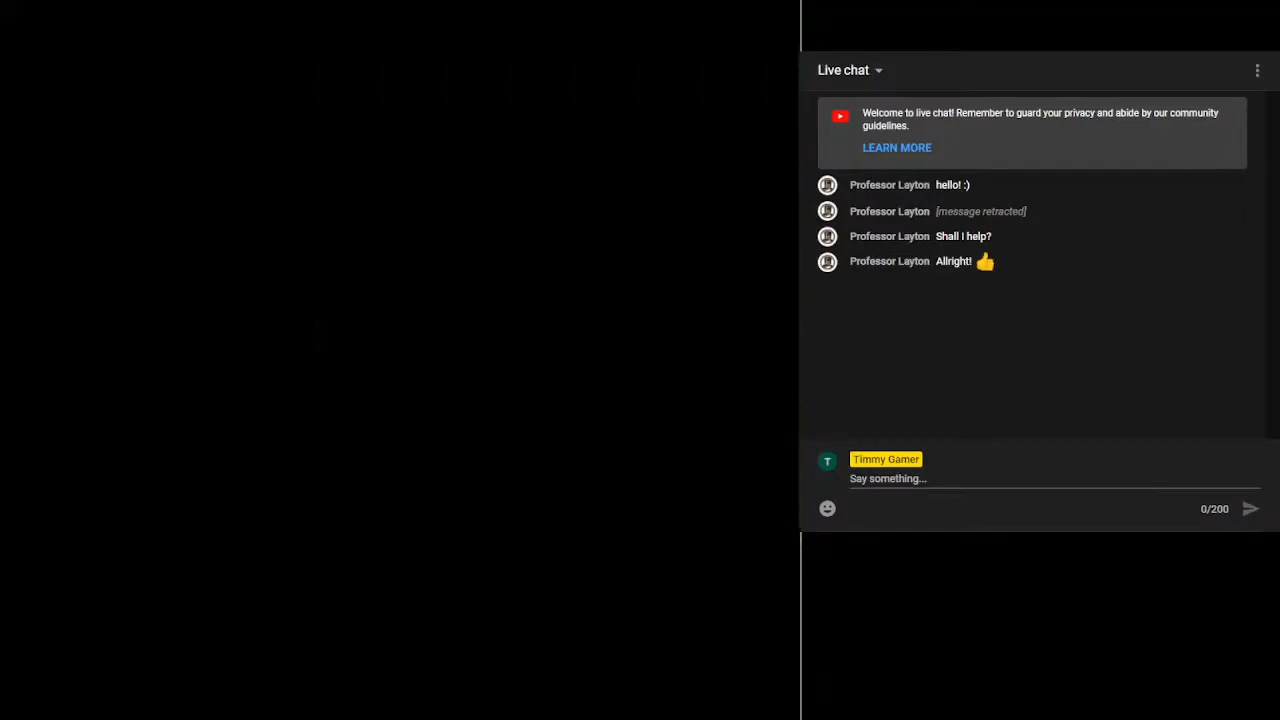 Live chat
Welcome to live chat! Remember to guard your privacy and abide by our community
guidelines.
LEARN MORE
Professor Layton hello! :)
Professor Layton [message retracted]
Professor Layton Shall I help?
Professor Layton Allright! 👍
T Timmy Gamer
Say something...
0/200